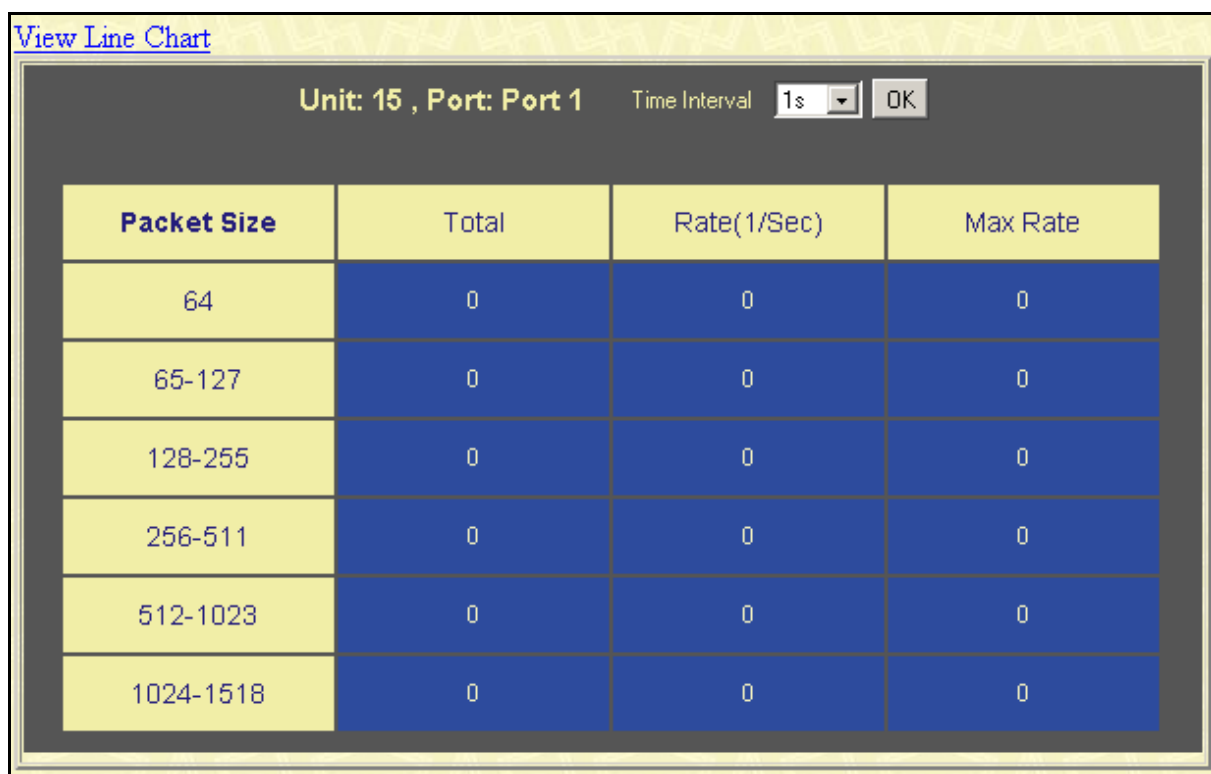 View Line Chart
Unit: 15 , Port: Port 1 Time Interval 1s OK
Packet Size Total Rate(1/Sec) Max Rate
64 0 0 0
65-127 0 0 0
128-255 0 0 0
256-511 0 0 0
512-1023 0 0 0
1024-1518 0 0 0